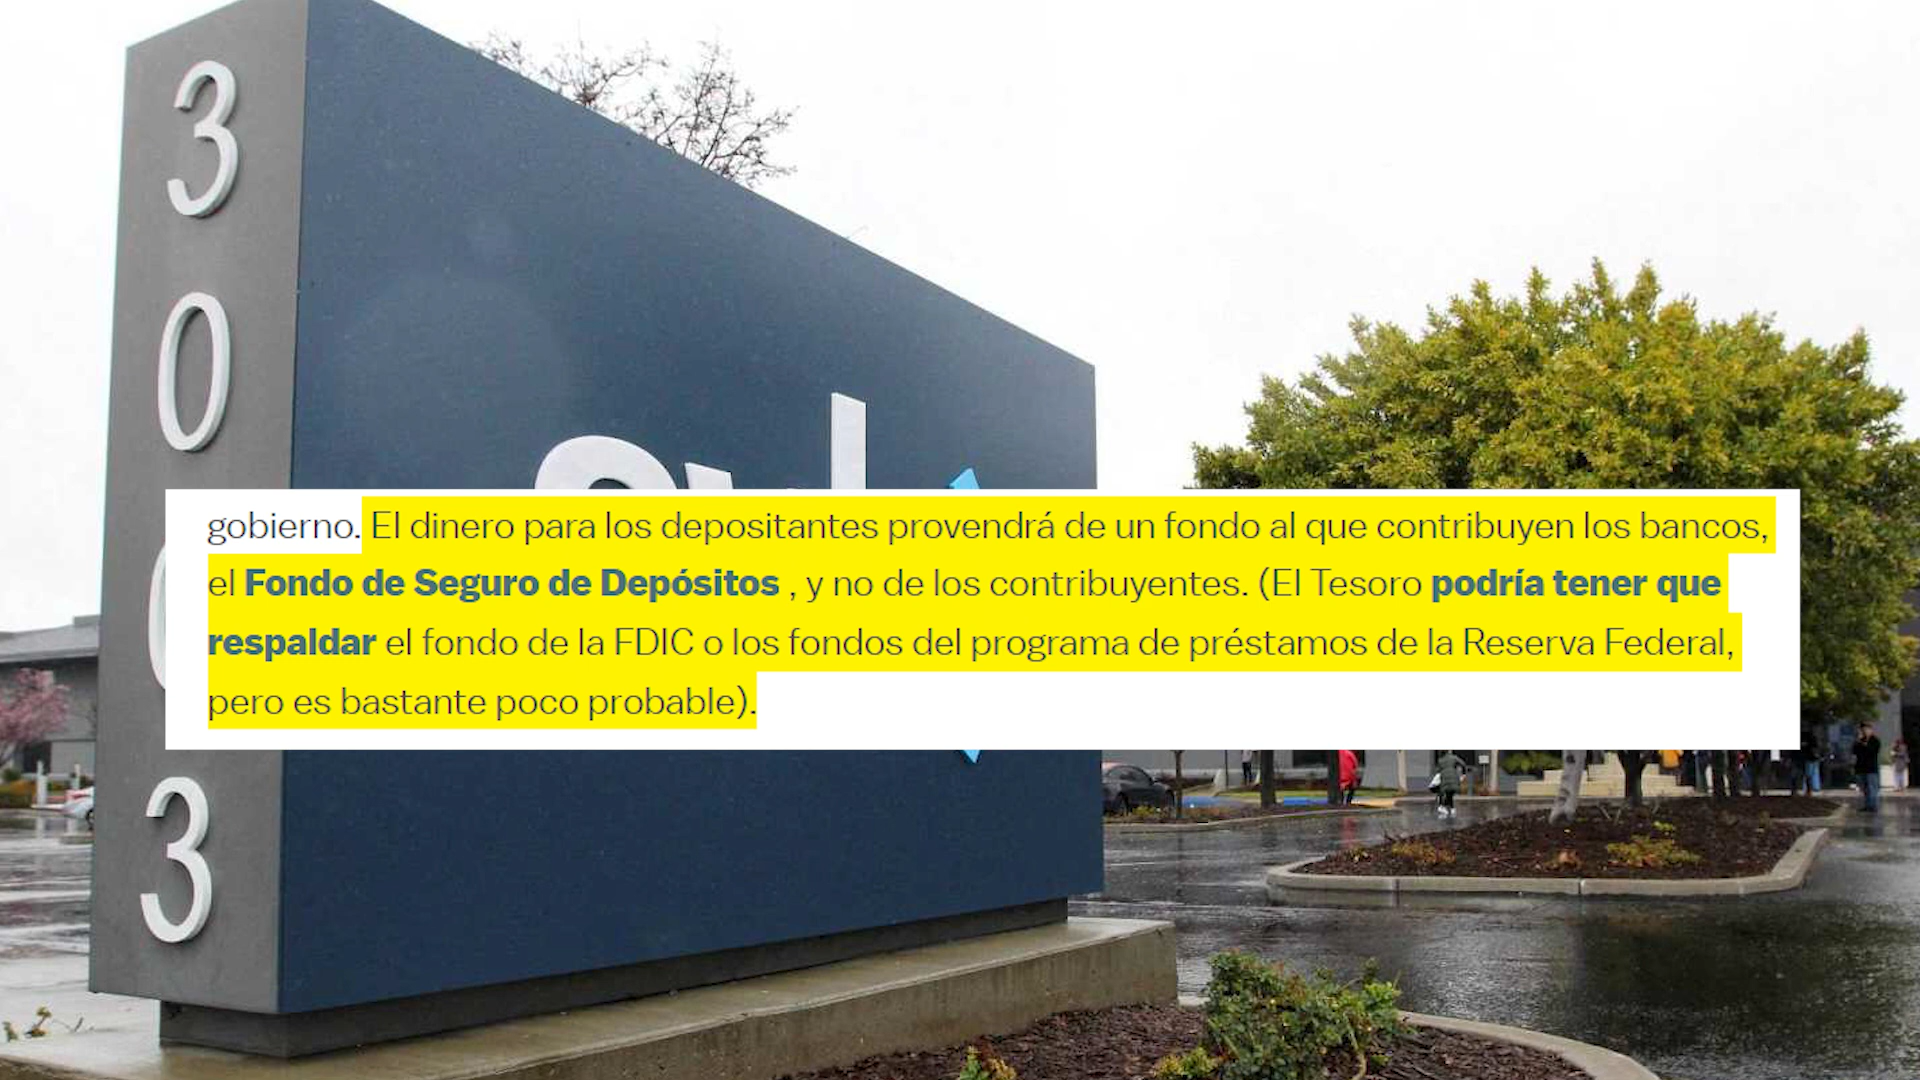 3
0
3
gobierno. El dinero para los depositantes provendrá de un fondo al que contribuyen los bancos,
el Fondo de Seguro de Depósitos , y no de los contribuyentes. (El Tesoro podría tener que
respaldar el fondo de la FDIC o los fondos del programa de préstamos de la Reserva Federal,
pero es bastante poco probable).